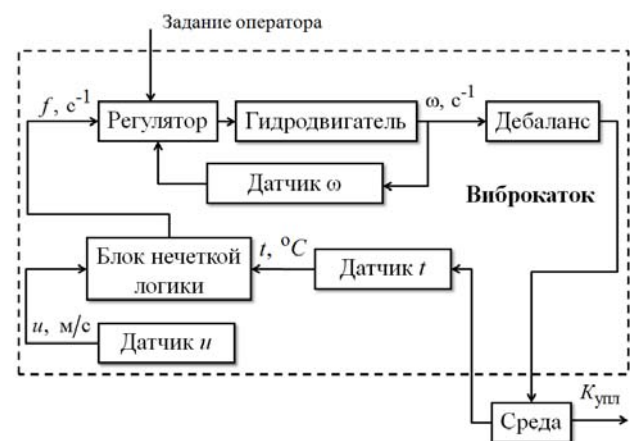 Задание оператора
f, с⁻¹
Регулятор
Гидродвигатель
ω, с⁻¹
Дебаланс
Датчик ω
Виброкаток
Блок нечеткой
логики
t, °C
Датчик t
u, м/с
Датчик u
Среда
Kупл